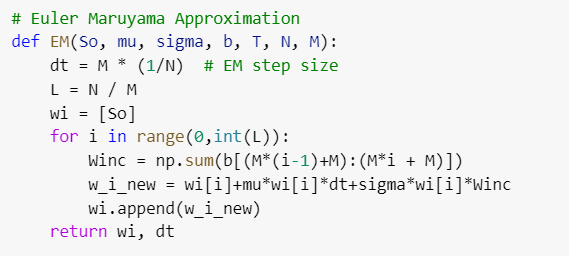 # Euler Maruyama Approximation
def EM(So, mu, sigma, b, T, N, M):
    dt = M * (1/N)  # EM step size
    L = N / M
    wi = [So]
    for i in range(0,int(L)):
        Winc = np.sum(b[(M*(i-1)+M):(M*i + M)])
        w_i_new = wi[i]+mu*wi[i]*dt+sigma*wi[i]*Winc
        wi.append(w_i_new)
    return wi, dt